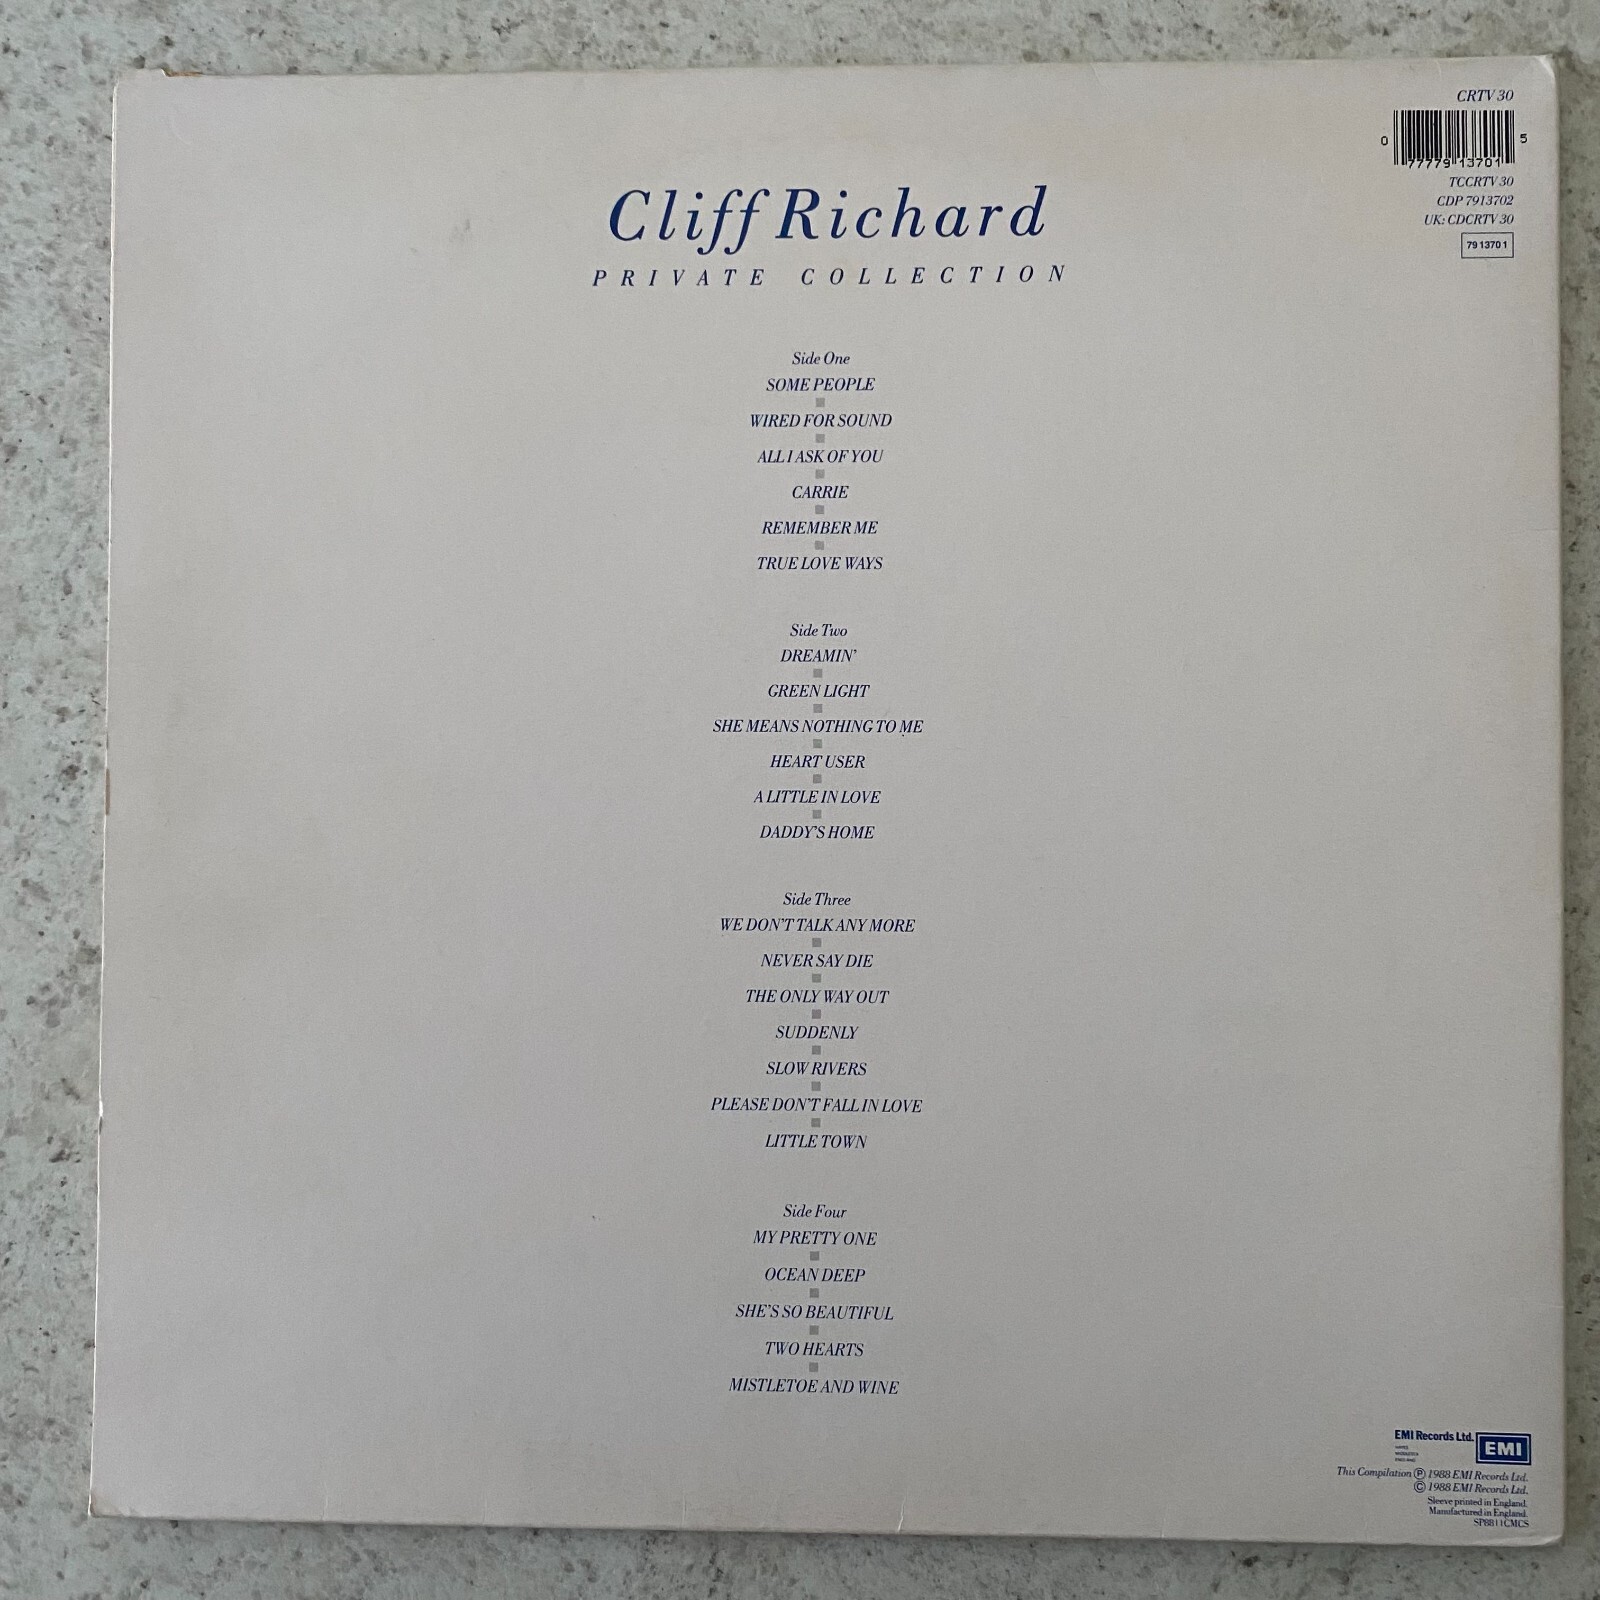 CRTV 30
0 77779 13701 5
TCCRTV 30
CDP 7913702
UK: CDCRTV 30
79 1370 1
Cliff Richard
PRIVATE COLLECTION
Side One
SOME PEOPLE
WIRED FOR SOUND
ALL I ASK OF YOU
CARRIE
REMEMBER ME
TRUE LOVE WAYS
Side Two
DREAMIN'
GREEN LIGHT
SHE MEANS NOTHING TO ME
HEART USER
A LITTLE IN LOVE
DADDY'S HOME
Side Three
WE DON'T TALK ANY MORE
NEVER SAY DIE
THE ONLY WAY OUT
SUDDENLY
SLOW RIVERS
PLEASE DON'T FALL IN LOVE
LITTLE TOWN
Side Four
MY PRETTY ONE
OCEAN DEEP
SHE'S SO BEAUTIFUL
TWO HEARTS
MISTLETOE AND WINE
EMI Records Ltd.
EMI
This Compilation Ⓟ 1988 EMI Records Ltd.
© 1988 EMI Records Ltd.
Sleeve printed in England.
Manufactured in England.
SP8811CMCS